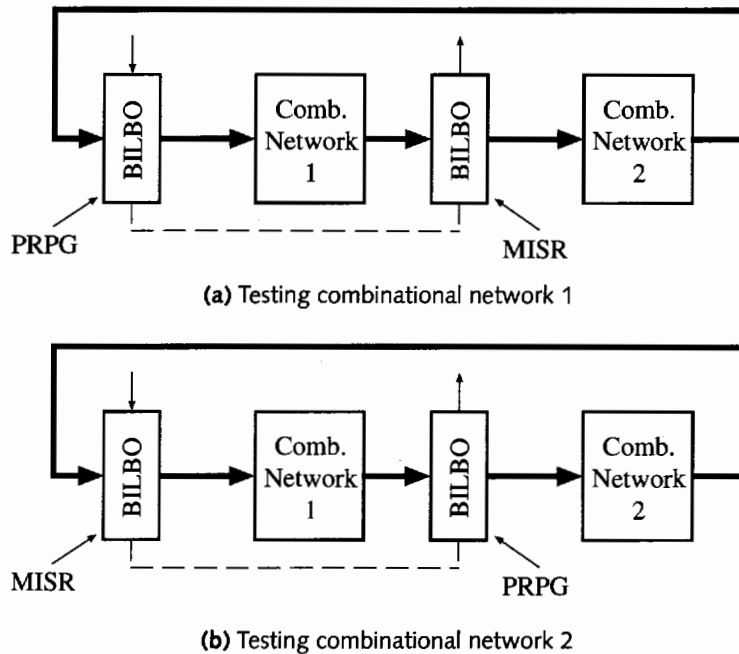 BILBO
Comb.
Network
1
BILBO
Comb.
Network
2
PRPG
MISR
(a) Testing combinational network 1
BILBO
Comb.
Network
1
BILBO
Comb.
Network
2
MISR
PRPG
(b) Testing combinational network 2